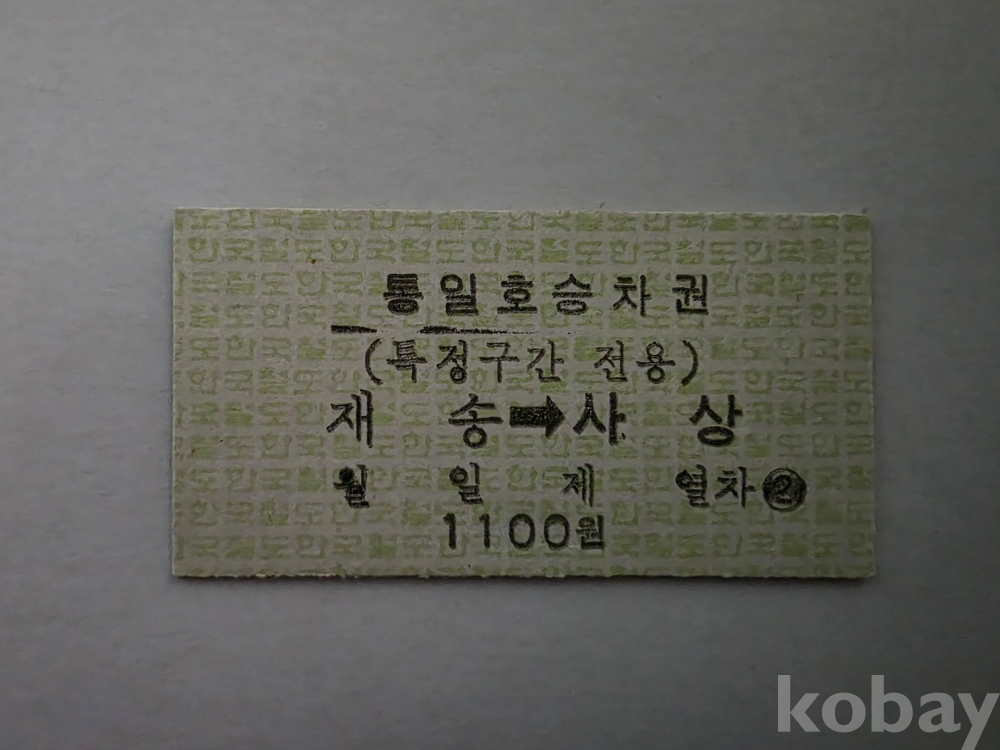 통일호승차권
(특정구간 전용)
재 송➡사 상
월 일 제 열차②
1100원
kobay